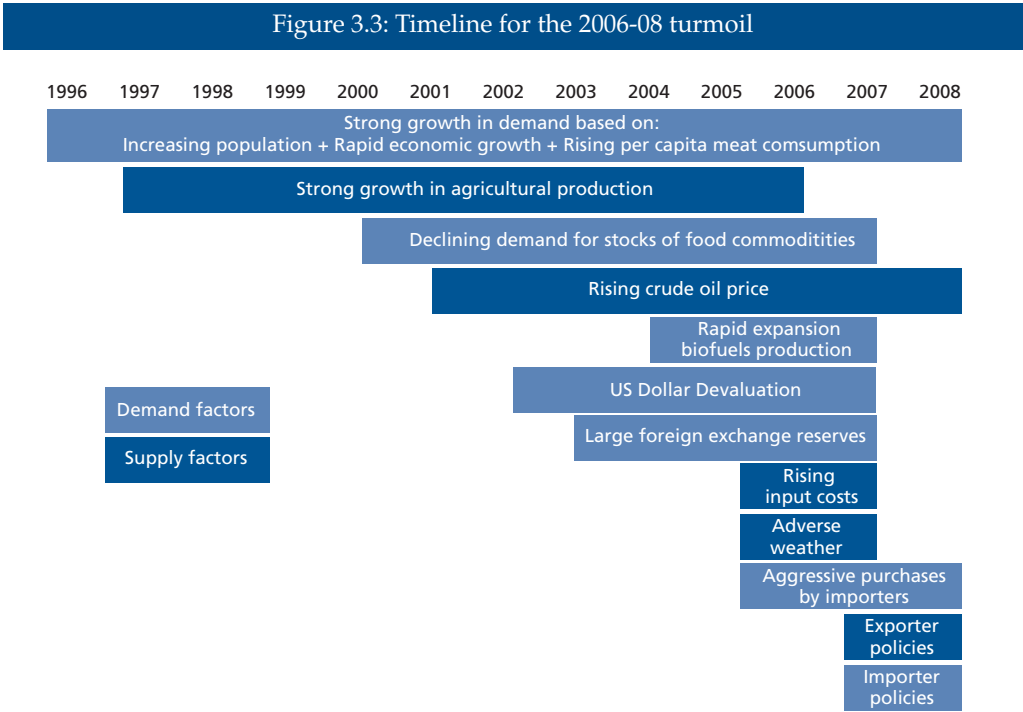 Figure 3.3: Timeline for the 2006-08 turmoil
1996 1997 1998 1999 2000 2001 2002 2003 2004 2005 2006 2007 2008
Strong growth in demand based on:
Increasing population + Rapid economic growth + Rising per capita meat comsumption
Strong growth in agricultural production
Declining demand for stocks of food commoditities
Rising crude oil price
Rapid expansion
biofuels production
US Dollar Devaluation
Demand factors
Large foreign exchange reserves
Supply factors
Rising
input costs
Adverse
weather
Aggressive purchases
by importers
Exporter
policies
Importer
policies